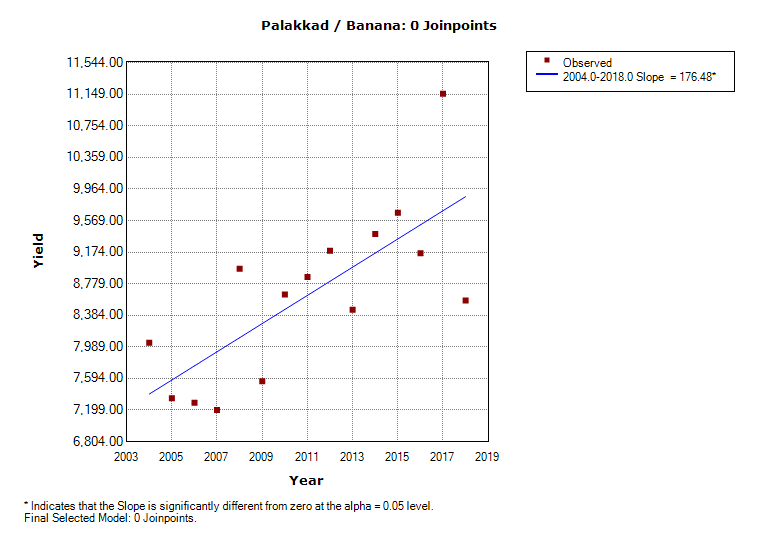 Palakkad / Banana: 0 Joinpoints
Observed
2004.0-2018.0 Slope = 176.48*
11,544.00
11,149.00
10,754.00
10,359.00
9,964.00
9,569.00
9,174.00
8,779.00
8,384.00
7,989.00
7,594.00
7,199.00
6,804.00
Yield
2003 2005 2007 2009 2011 2013 2015 2017 2019
Year
* Indicates that the Slope is significantly different from zero at the alpha = 0.05 level.
Final Selected Model: 0 Joinpoints.